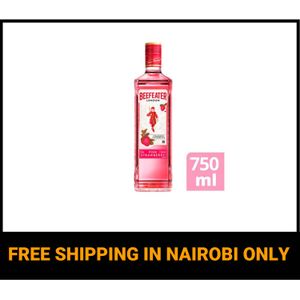 BEEFEATER
LONDON
PINK
STRAWBERRY
750
ml
FREE SHIPPING IN NAIROBI ONLY